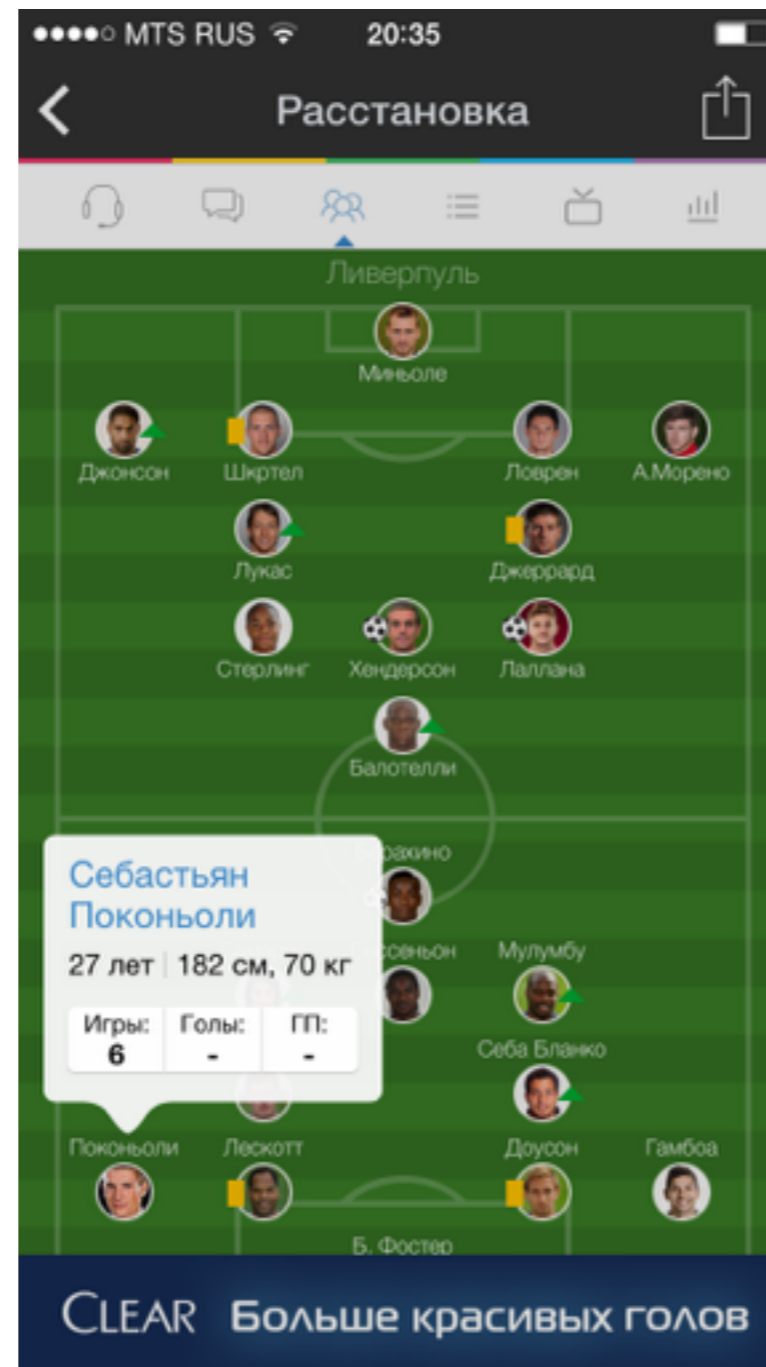 MTS RUS 20:35
Расстановка
Ливерпуль
Миньоле
Джонсон Шкртел Ловрен А.Морено
Лукас Джеррард
Стерлинг Хендерсон Лаллана
Балотелли
Себастьян
Поконьоли
27 лет 182 см, 70 кг
Игры: Голы: ГП:
6 - -
Мулумбу
Себа Бланко
Поконьоли Лескотт Доусон Гамбоа
Б. Фостер
CLEAR Больше красивых голов